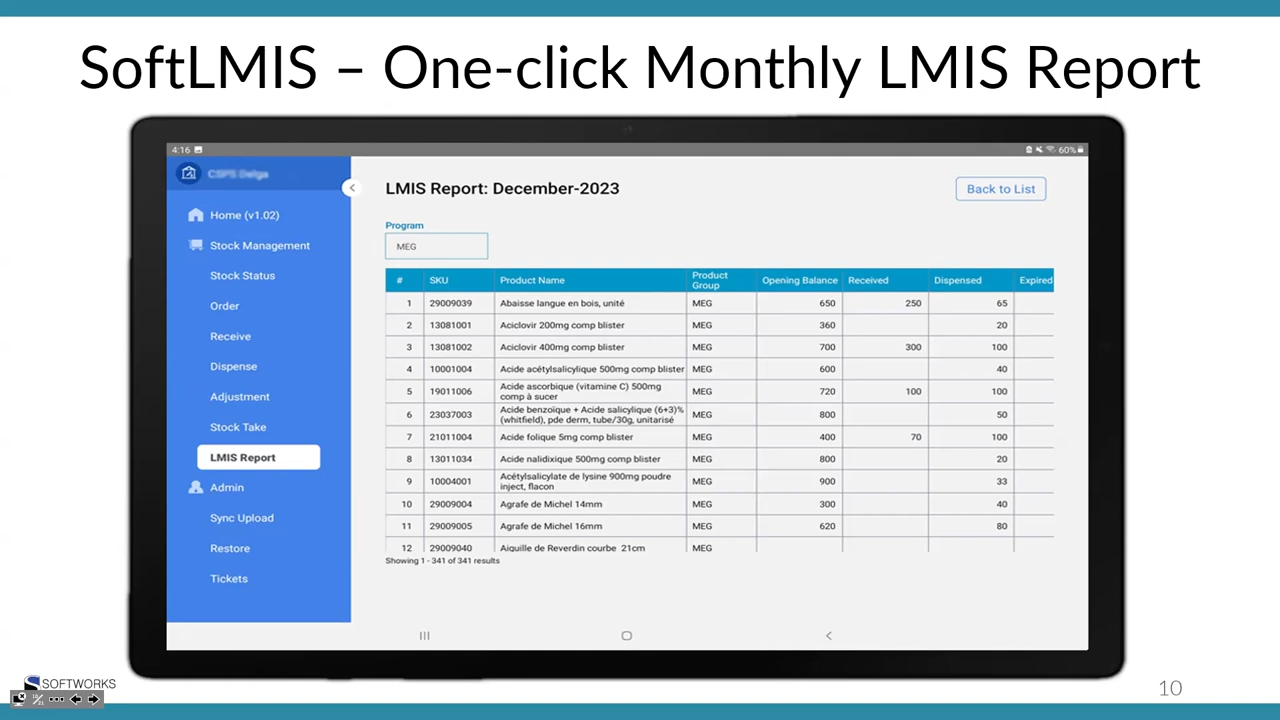 SoftLMIS – One-click Monthly LMIS Report
4:16
60%
CSPS Delga
LMIS Report: December-2023
Back to List
Home (v1.02)
Stock Management
Stock Status
Order
Receive
Dispense
Adjustment
Stock Take
LMIS Report
Admin
Sync Upload
Restore
Tickets
Program
MEG
# SKU Product Name Product Group Opening Balance Received Dispensed Expired
1 29009039 Abaisse langue en bois, unité MEG 650 250 65
2 13081001 Aciclovir 200mg comp blister MEG 360 20
3 13081002 Aciclovir 400mg comp blister MEG 700 300 100
4 10001004 Acide acétylsalicylique 500mg comp blister MEG 600 40
5 19011006 Acide ascorbique (vitamine C) 500mg comp à sucer MEG 720 100 100
6 23037003 Acide benzoïque + Acide salicylique (6+3)% (whitfield), pde derm, tube/30g, unitarisé MEG 800 50
7 21011004 Acide folique 5mg comp blister MEG 400 70 100
8 13011034 Acide nalidixique 500mg comp blister MEG 800 20
9 10004001 Acétylsalicylate de lysine 900mg poudre inject, flacon MEG 900 33
10 29009004 Agrafe de Michel 14mm MEG 300 40
11 29009005 Agrafe de Michel 16mm MEG 620 80
12 29009040 Aiguille de Reverdin courbe 21cm MEG
Showing 1 - 341 of 341 results
SOFTWORKS
10